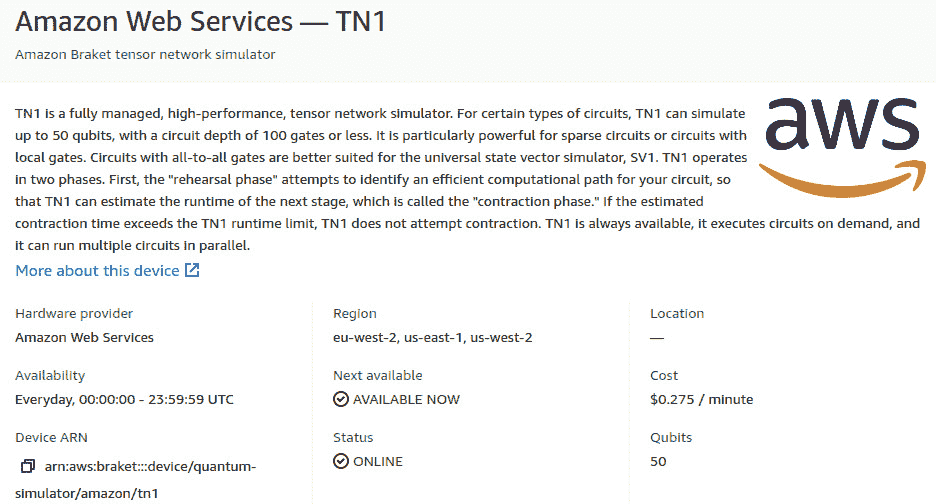 Amazon Web Services — TN1
Amazon Braket tensor network simulator
TN1 is a fully managed, high-performance, tensor network simulator. For certain types of circuits, TN1 can simulate
up to 50 qubits, with a circuit depth of 100 gates or less. It is particularly powerful for sparse circuits or circuits with
local gates. Circuits with all-to-all gates are better suited for the universal state vector simulator, SV1. TN1 operates
in two phases. First, the "rehearsal phase" attempts to identify an efficient computational path for your circuit, so
that TN1 can estimate the runtime of the next stage, which is called the "contraction phase." If the estimated
contraction time exceeds the TN1 runtime limit, TN1 does not attempt contraction. TN1 is always available, it executes circuits on demand, and
it can run multiple circuits in parallel.
aws
More about this device
Hardware provider
Amazon Web Services
Region
eu-west-2, us-east-1, us-west-2
Location
—
Availability
Everyday, 00:00:00 - 23:59:59 UTC
Next available
AVAILABLE NOW
Cost
$0.275 / minute
Device ARN
arn:aws:braket:::device/quantum-
simulator/amazon/tn1
Status
ONLINE
Qubits
50